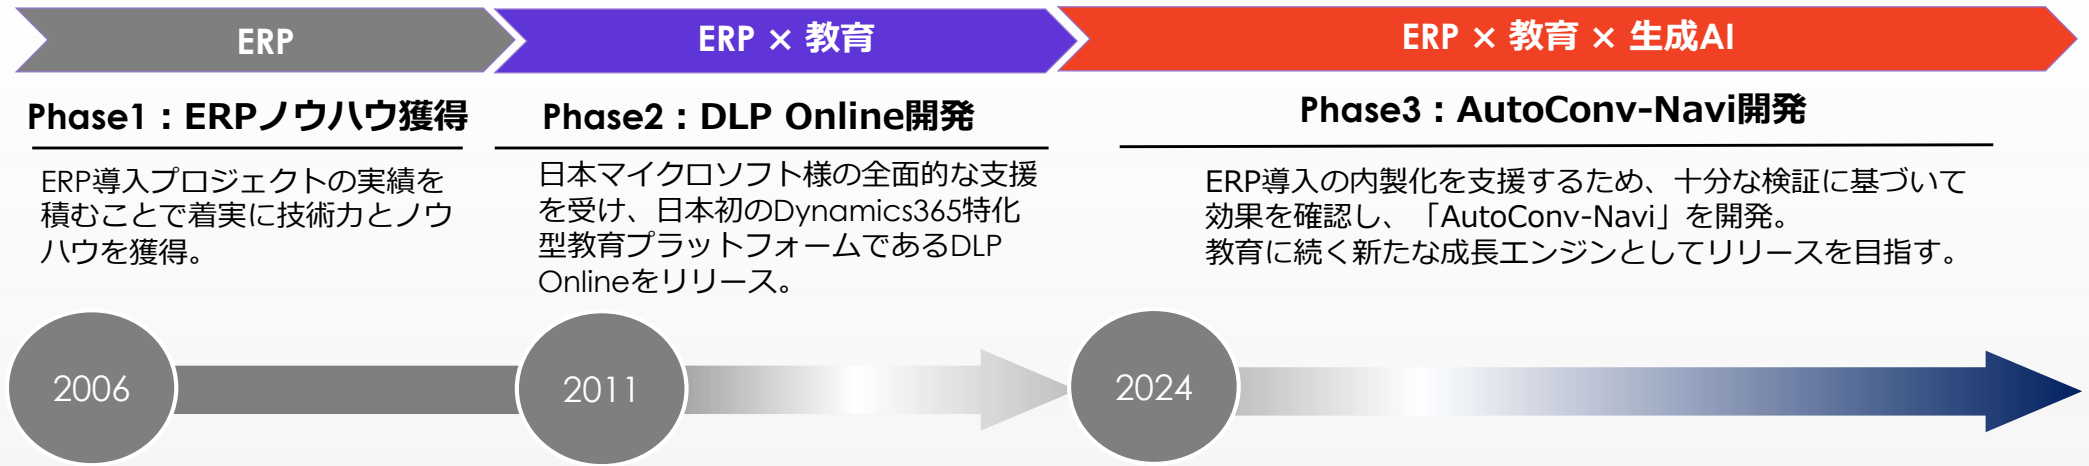 ERP
ERP × 教育
ERP × 教育 × 生成AI
Phase1：ERPノウハウ獲得
ERP導入プロジェクトの実績を
積むことで着実に技術力とノウ
ハウを獲得。
Phase2：DLP Online開発
日本マイクロソフト様の全面的な支援
を受け、日本初のDynamics365特化
型教育プラットフォームであるDLP
Onlineをリリース。
Phase3：AutoConv-Navi開発
ERP導入の内製化を支援するため、十分な検証に基づいて
効果を確認し、「AutoConv-Navi」を開発。
教育に続く新たな成長エンジンとしてリリースを目指す。
2006
2011
2024